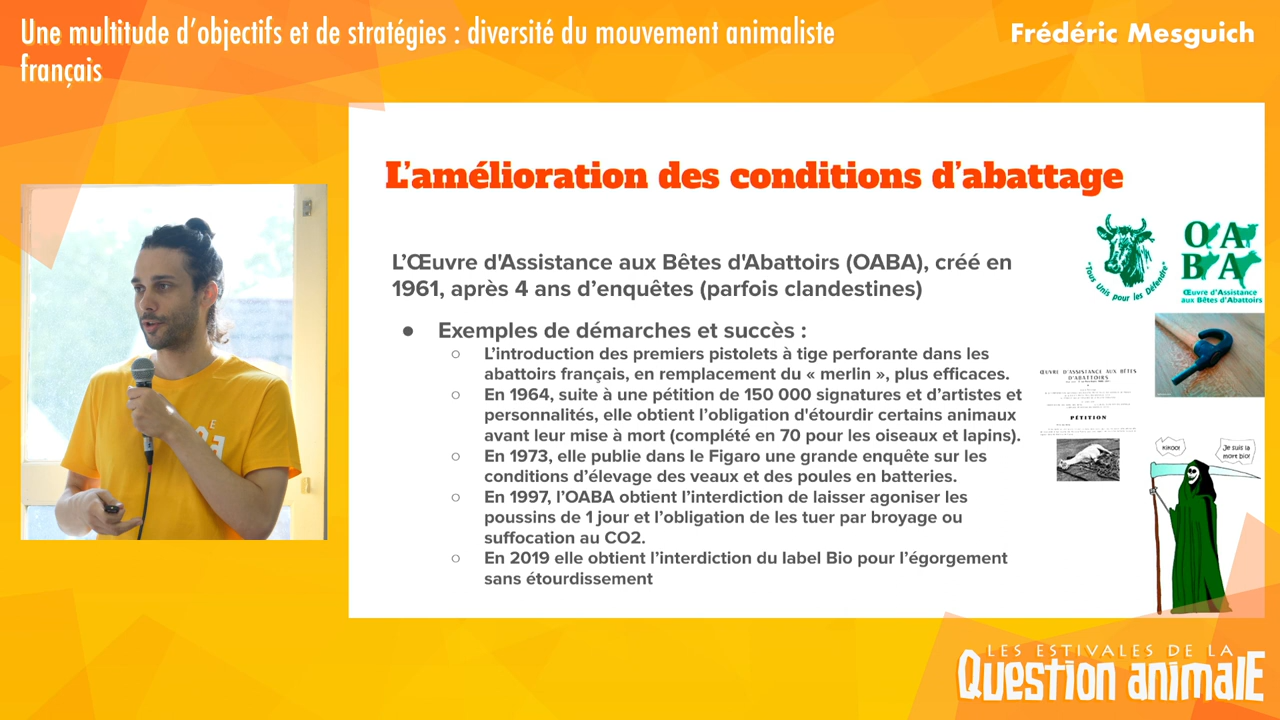 Une multitude d'objectifs et de stratégies : diversité du mouvement animaliste
français
Frédéric Mesguich
L'amélioration des conditions d'abattage
L'Œuvre d'Assistance aux Bêtes d'Abattoirs (OABA), créé en
1961, après 4 ans d'enquêtes (parfois clandestines)
● Exemples de démarches et succès :
○ L'introduction des premiers pistolets à tige perforante dans les
abattoirs français, en remplacement du « merlin », plus efficaces.
○ En 1964, suite à une pétition de 150 000 signatures et d'artistes et
personnalités, elle obtient l'obligation d'étourdir certains animaux
avant leur mise à mort (complété en 70 pour les oiseaux et lapins).
○ En 1973, elle publie dans le Figaro une grande enquête sur les
conditions d'élevage des veaux et des poules en batteries.
○ En 1997, l'OABA obtient l'interdiction de laisser agoniser les
poussins de 1 jour et l'obligation de les tuer par broyage ou
suffocation au CO2.
○ En 2019 elle obtient l'interdiction du label Bio pour l'égorgement
sans étourdissement
"Tous Unis pour les Défendre"
O A
B A
Œuvre d'Assistance
aux Bêtes d'Abattoirs
ŒUVRE D'ASSISTANCE AUX BÊTES
D'ABATTOIRS
PÉTITION
KIKOO!
Je suis la
mort bio!
LES ESTIVALES DE LA
QUESTION ANIMALE